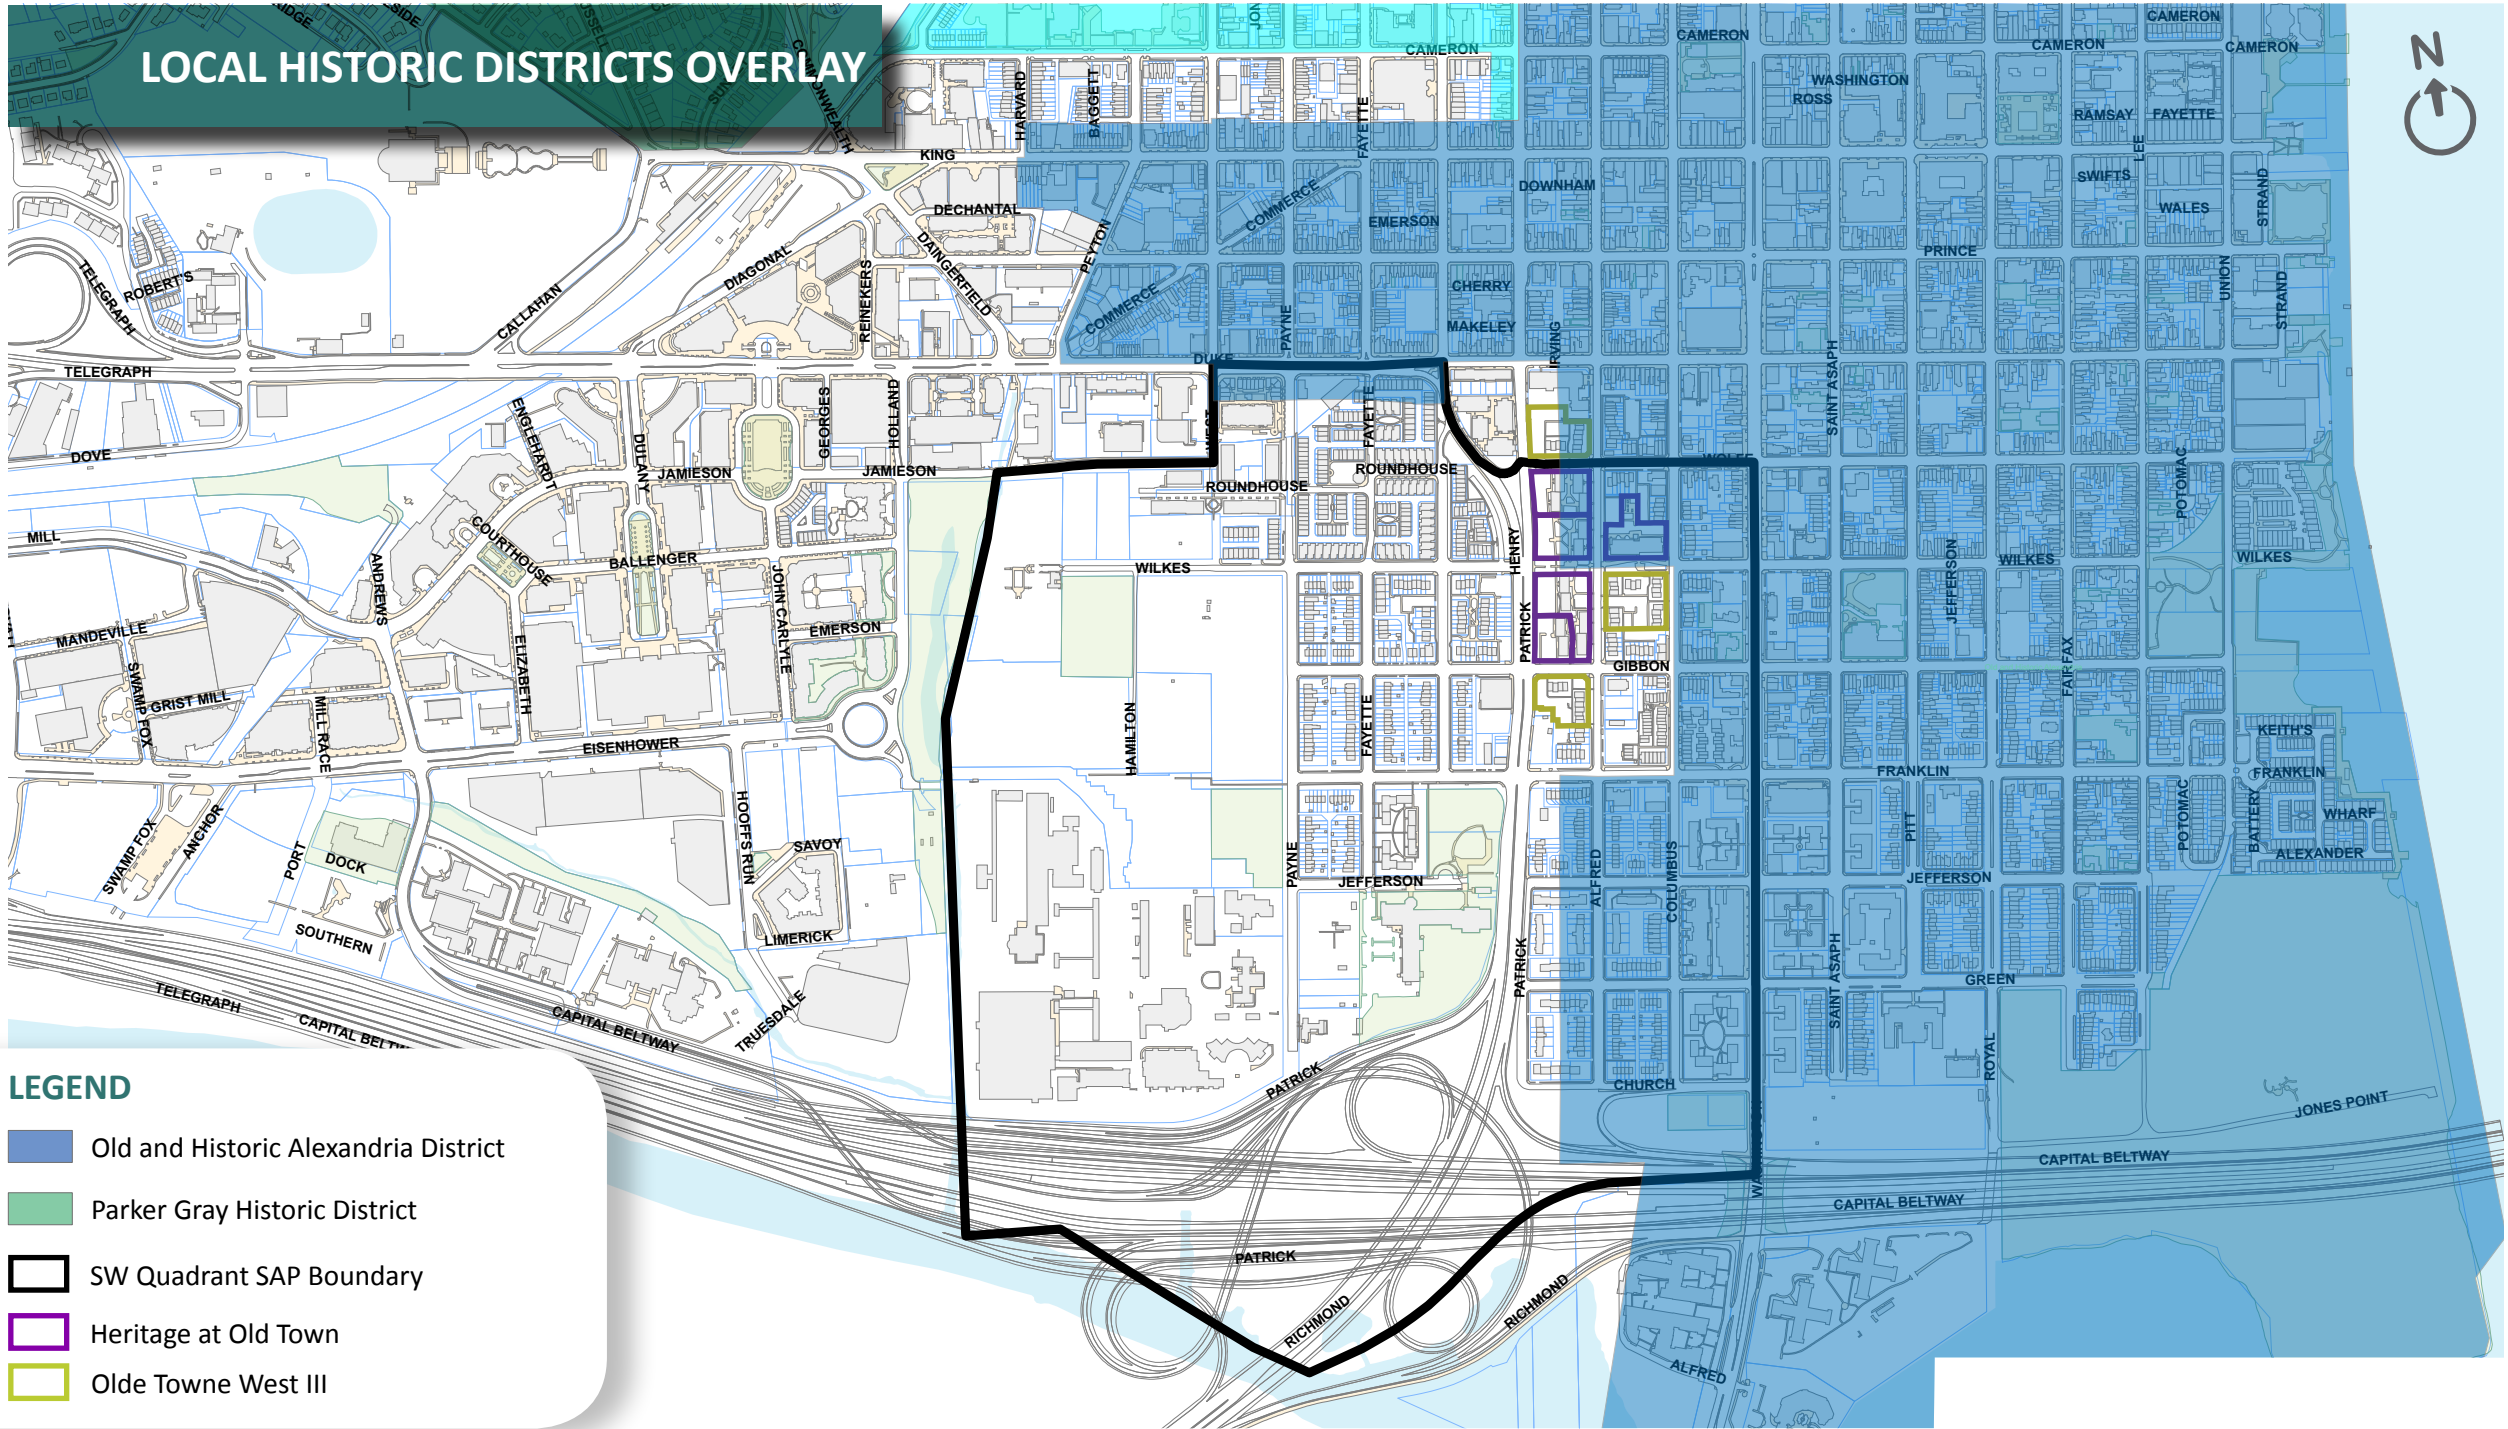 LOCAL HISTORIC DISTRICTS OVERLAY
N
CAMERON
CAMERON
CAMERON
CAMERON
CAMERON
COMMONWEALTH
HARVARD
BAGGETT
FAYETTE
WASHINGTON
ROSS
RAMSAY
FAYETTE
LEE
KING
DOWNHAM
SWIFTS
STRAND
DECHANTAL
COMMERCE
EMERSON
WALES
PEYTON
DAINGERFIELD
DIAGONAL
REINEKERS
PRINCE
TELEGRAPH
ROBERT'S
CALLAHAN
COMMERCE
PAYNE
CHERRY
MAKELEY
IRVING
UNION
STRAND
DUKE
SAINT ASAPH
TELEGRAPH
ENGLEHARDT
DULANY
GEORGES
HOLLAND
WEST
FAYETTE
DOVE
JAMIESON
JAMIESON
ROUNDHOUSE
ROUNDHOUSE
WOLFE
POTOMAC
MILL
COURTHOUSE
ANDREWS
BALLENGER
JOHN CARLYLE
WILKES
HENRY
PATRICK
JEFFERSON
WILKES
WILKES
MANDEVILLE
SWAMP FOX
GRIST MILL
MILL RACE
ELIZABETH
EMERSON
GIBBON
FAIRFAX
HAMILTON
FAYETTE
EISENHOWER
KEITH'S
FRANKLIN
FRANKLIN
SWAMP FOX
ANCHOR
PORT
DOCK
HOOFFS RUN
SAVOY
PAYNE
JEFFERSON
ALFRED
COLUMBUS
PITT
POTOMAC
BATTERY
WHARF
ALEXANDER
JEFFERSON
SOUTHERN
LIMERICK
PATRICK
SAINT ASAPH
GREEN
TELEGRAPH
CAPITAL BELTW
CAPITAL BELTWAY
TRUESDALE
PATRICK
CHURCH
ROYAL
JONES POINT
CAPITAL BELTWAY
CAPITAL BELTWAY
PATRICK
RICHMOND
RICHMOND
ALFRED
LEGEND
Old and Historic Alexandria District
Parker Gray Historic District
SW Quadrant SAP Boundary
Heritage at Old Town
Olde Towne West III